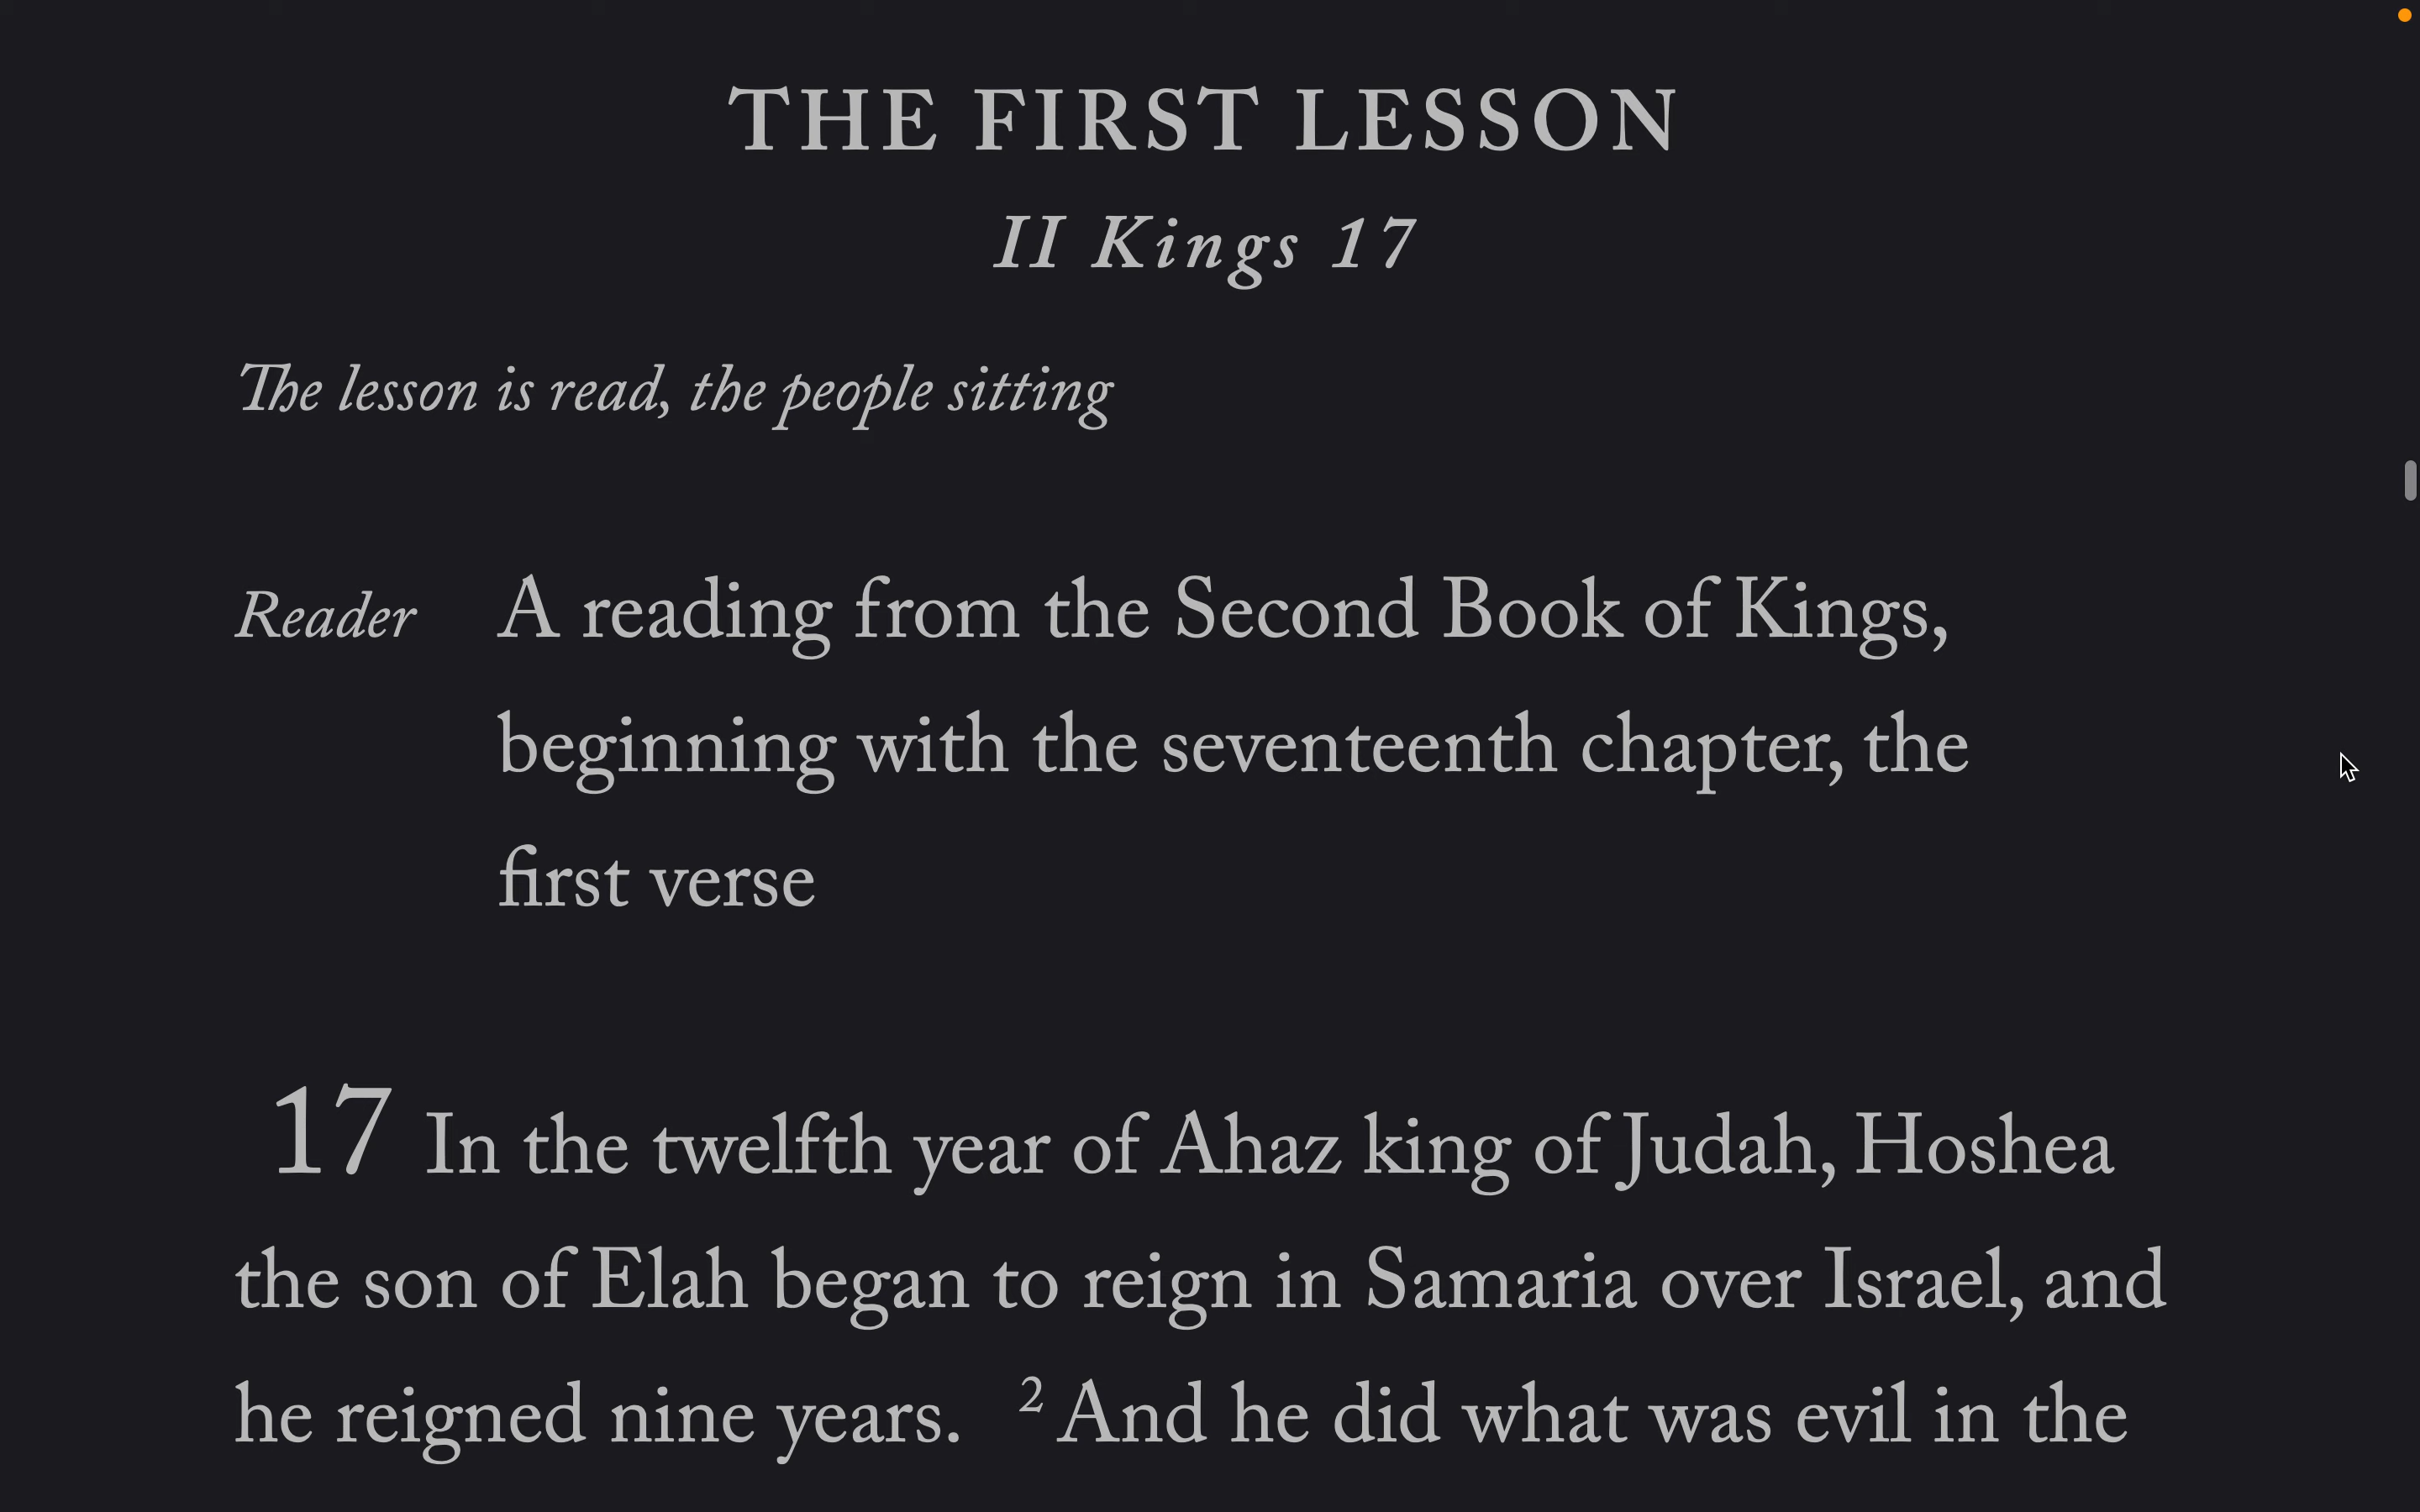 THE FIRST LESSON
II Kings 17
The lesson is read, the people sitting
Reader A reading from the Second Book of Kings,
beginning with the seventeenth chapter, the
first verse
17 In the twelfth year of Ahaz king of Judah, Hoshea
the son of Elah began to reign in Samaria over Israel, and
he reigned nine years. 2 And he did what was evil in the